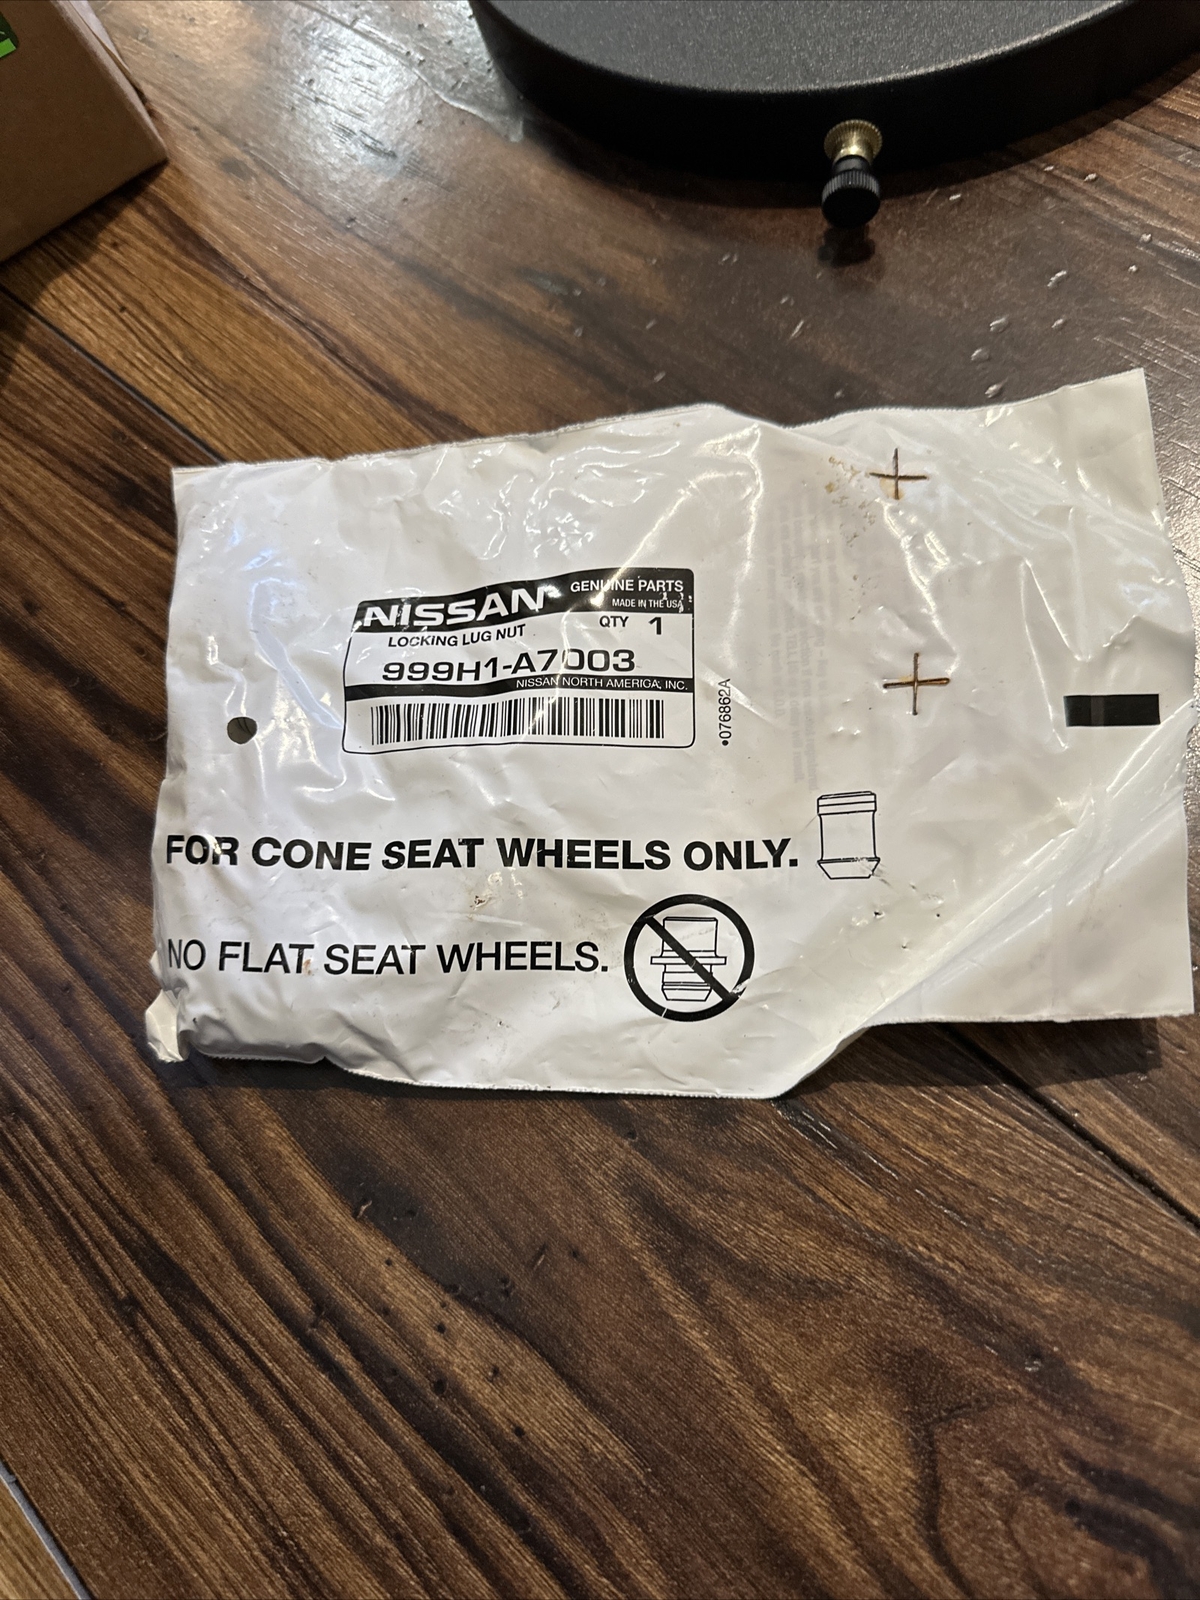 NISSAN
GENUINE PARTS
MADE IN THE USA
LOCKING LUG NUT
QTY 1
999H1-A7003
NISSAN NORTH AMERICA, INC.
•076862A
FOR CONE SEAT WHEELS ONLY.
NO FLAT SEAT WHEELS.